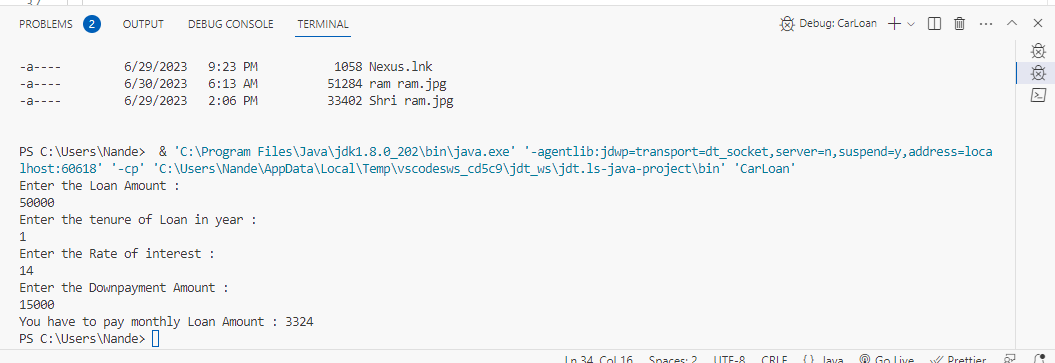 PROBLEMS 2 OUTPUT DEBUG CONSOLE TERMINAL Debug: CarLoan
-a---- 6/29/2023 9:23 PM 1058 Nexus.lnk
-a---- 6/30/2023 6:13 AM 51284 ram ram.jpg
-a---- 6/29/2023 2:06 PM 33402 Shri ram.jpg
PS C:\Users\Nande> & 'C:\Program Files\Java\jdk1.8.0_202\bin\java.exe' '-agentlib:jdwp=transport=dt_socket,server=n,suspend=y,address=loca
lhost:60618' '-cp' 'C:\Users\Nande\AppData\Local\Temp\vscodesws_cd5c9\jdt_ws\jdt.ls-java-project\bin' 'CarLoan'
Enter the Loan Amount :
50000
Enter the tenure of Loan in year :
1
Enter the Rate of interest :
14
Enter the Downpayment Amount :
15000
You have to pay monthly Loan Amount : 3324
PS C:\Users\Nande>
Ln 34, Col 16 Spaces: 2 UTF-8 CRLF {} Java Go Live Prettier